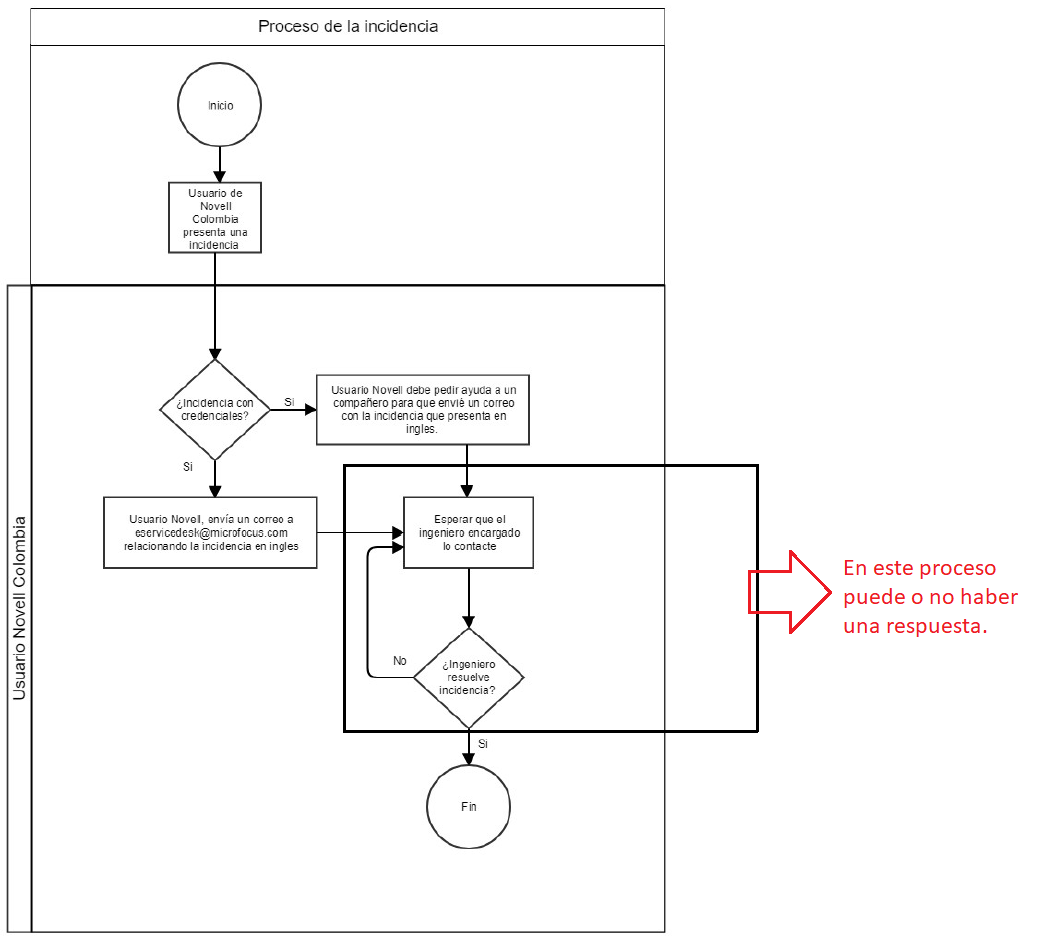 Proceso de la incidencia
Inicio
Usuario de
Novell
Colombia
presenta una
incidencia
Usuario Novell Colombia
¿Incidencia con
credenciales?
Si
Usuario Novell debe pedir ayuda a un
compañero para que envié un correo
con la incidencia que presenta en
ingles.
Si
Usuario Novell, envía un correo a
eservicedesk@microfocus.com
relacionando la incidencia en ingles
Esperar que el
ingeniero encargado
lo contacte
En este proceso
puede o no haber
una respuesta.
No
¿Ingeniero
resuelve
incidencia?
Si
Fin